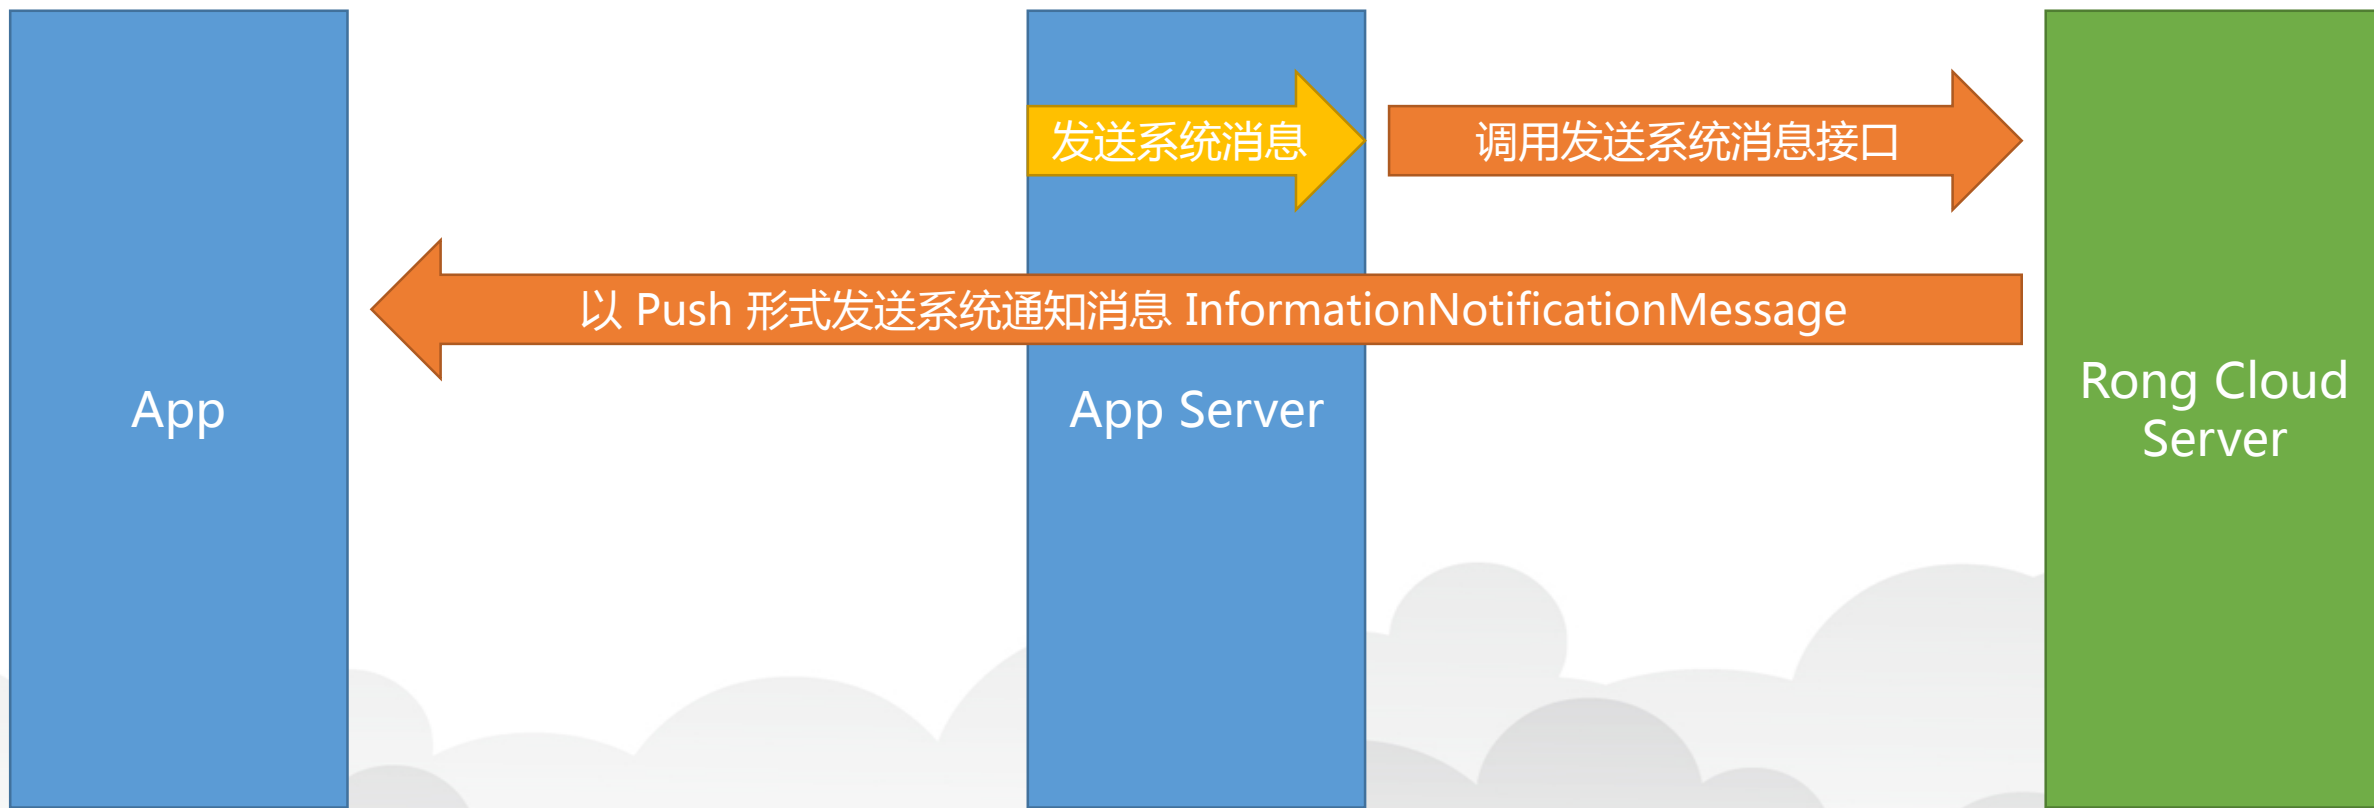 发送系统消息
调用发送系统消息接口
以 Push 形式发送系统通知消息 InformationNotificationMessage
App
App Server
Rong Cloud
Server